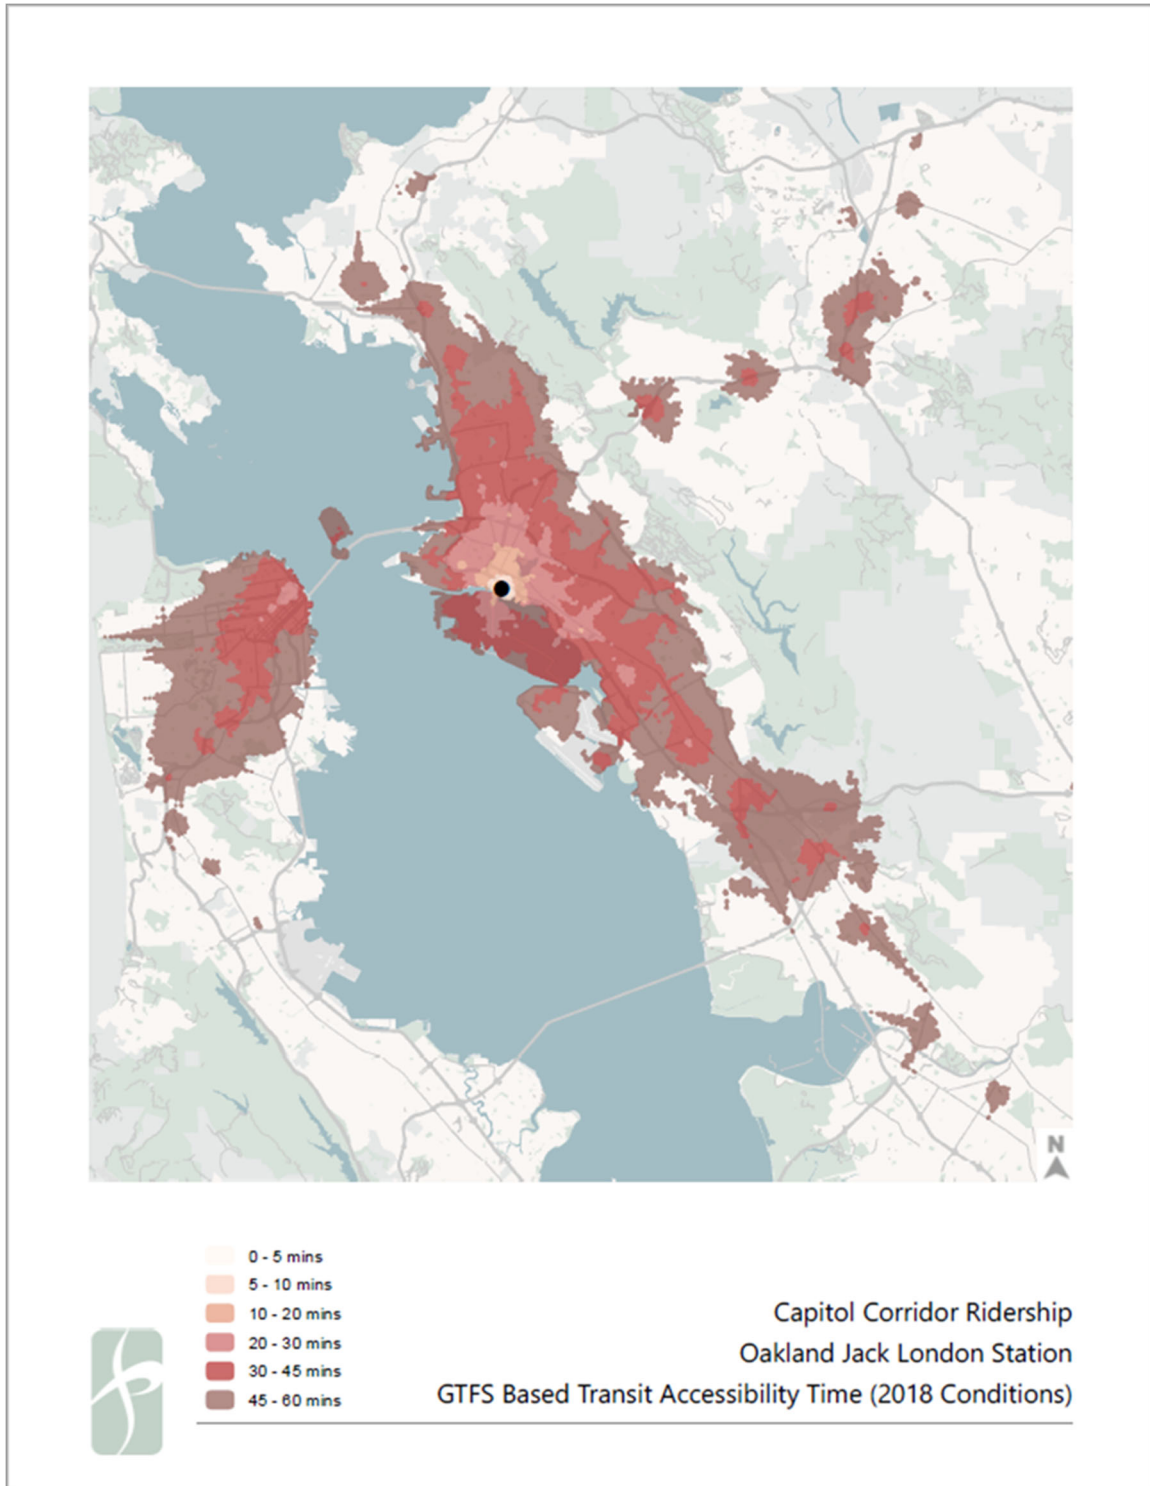 N
0 - 5 mins
5 - 10 mins
10 - 20 mins
20 - 30 mins
30 - 45 mins
45 - 60 mins
Capitol Corridor Ridership
Oakland Jack London Station
GTFS Based Transit Accessibility Time (2018 Conditions)